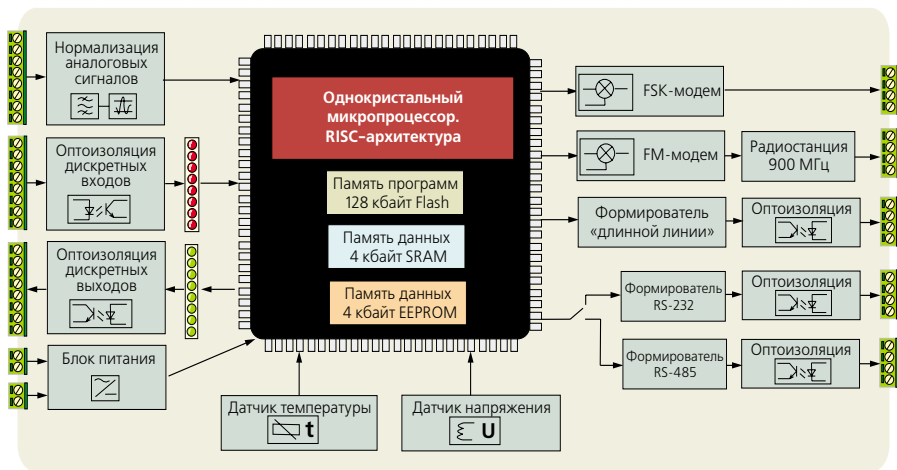 Нормализация
аналоговых
сигналов
Оптоизоляция
дискретных
входов
Оптоизоляция
дискретных
выходов
Блок питания
Однокристальный
микропроцессор.
RISC–архитектура
Память программ
128 кбайт Flash
Память данных
4 кбайт SRAM
Память данных
4 кбайт EEPROM
Датчик температуры
t
Датчик напряжения
U
FSK-модем
FM-модем
Радиостанция
900 МГц
Формирователь
«длинной линии»
Оптоизоляция
Формирователь
RS-232
Оптоизоляция
Формирователь
RS-485
Оптоизоляция